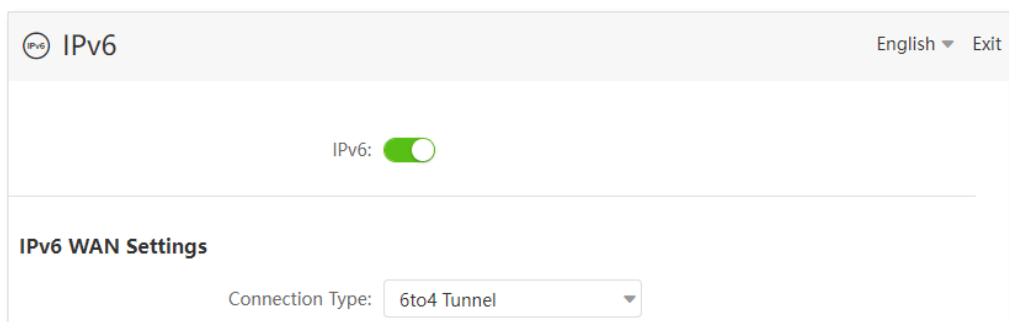 IPv6 IPv6 English Exit
IPv6:
IPv6 WAN Settings
Connection Type: 6to4 Tunnel